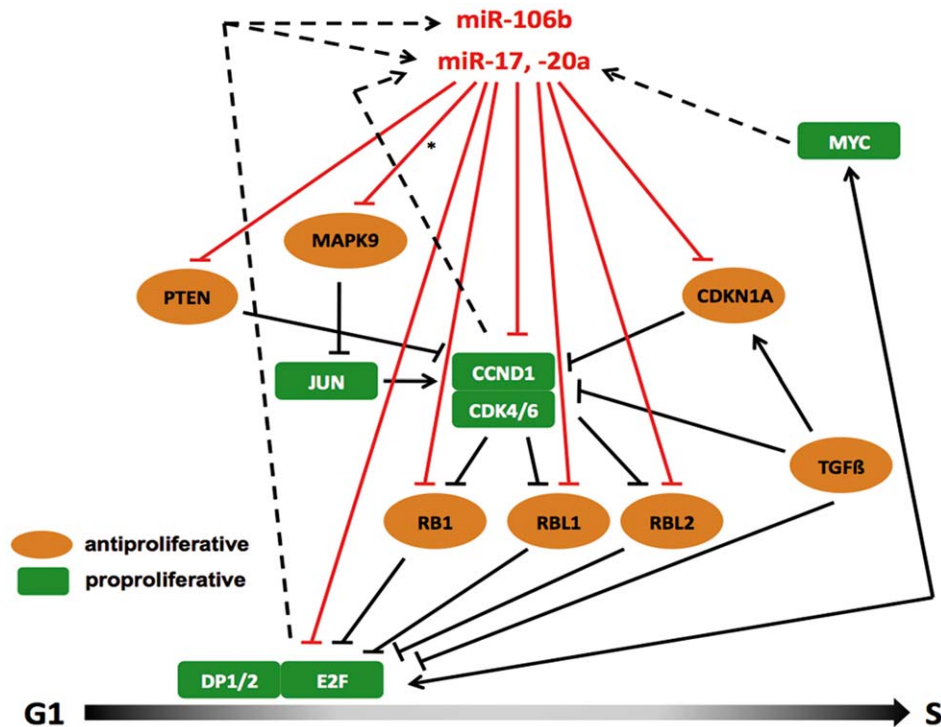 miR-106b
miR-17, -20a
MYC
*
MAPK9
PTEN
CDKN1A
JUN
CCND1
CDK4/6
TGFß
RB1
RBL1
RBL2
antiproliferative
proproliferative
DP1/2
E2F
G1
S